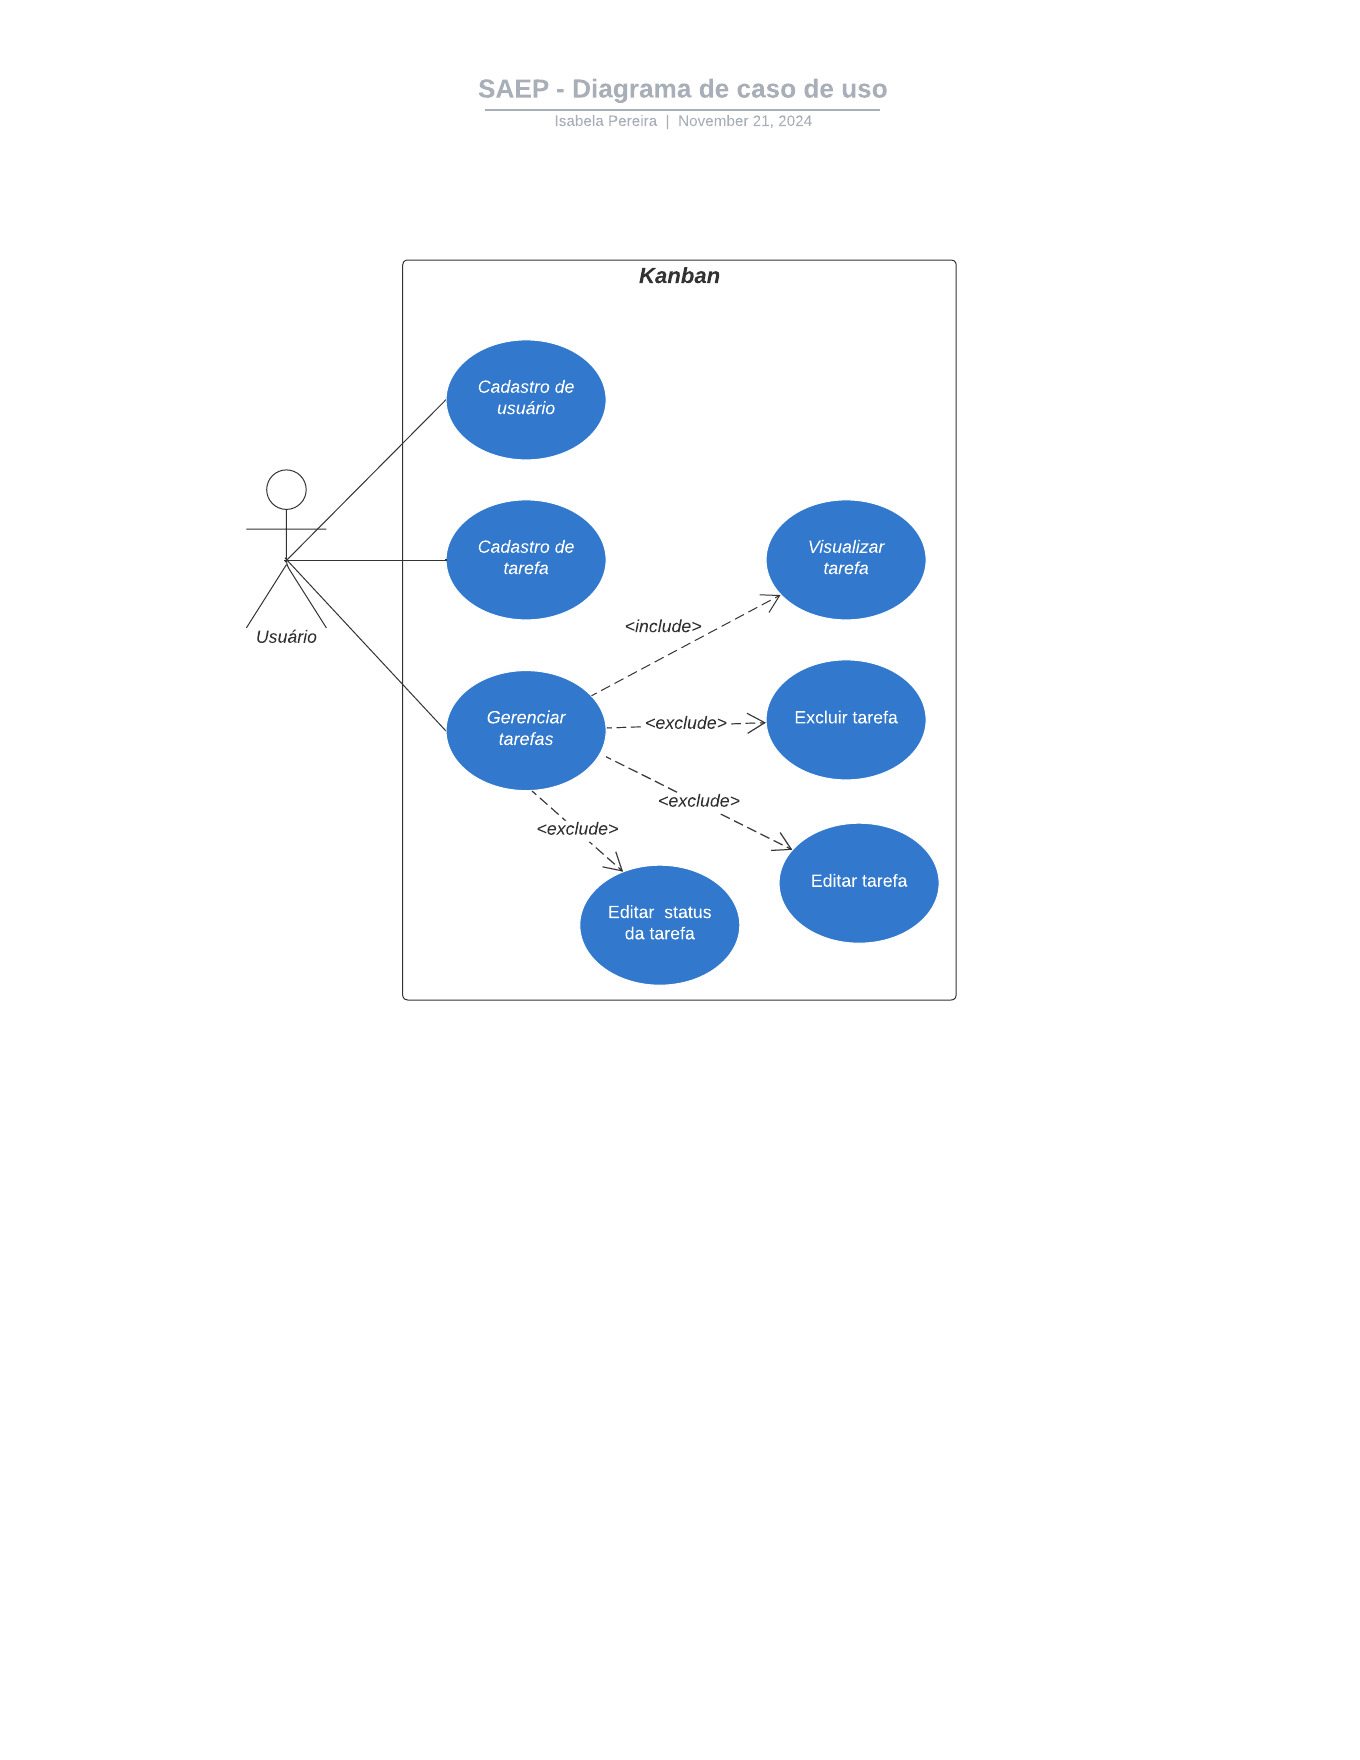 SAEP - Diagrama de caso de uso
Isabela Pereira | November 21, 2024
Kanban
Cadastro de
usuário
Cadastro de
tarefa
Visualizar
tarefa
<include>
Usuário
Gerenciar
tarefas
<exclude>
Excluir tarefa
<exclude>
<exclude>
Editar tarefa
Editar  status
da tarefa